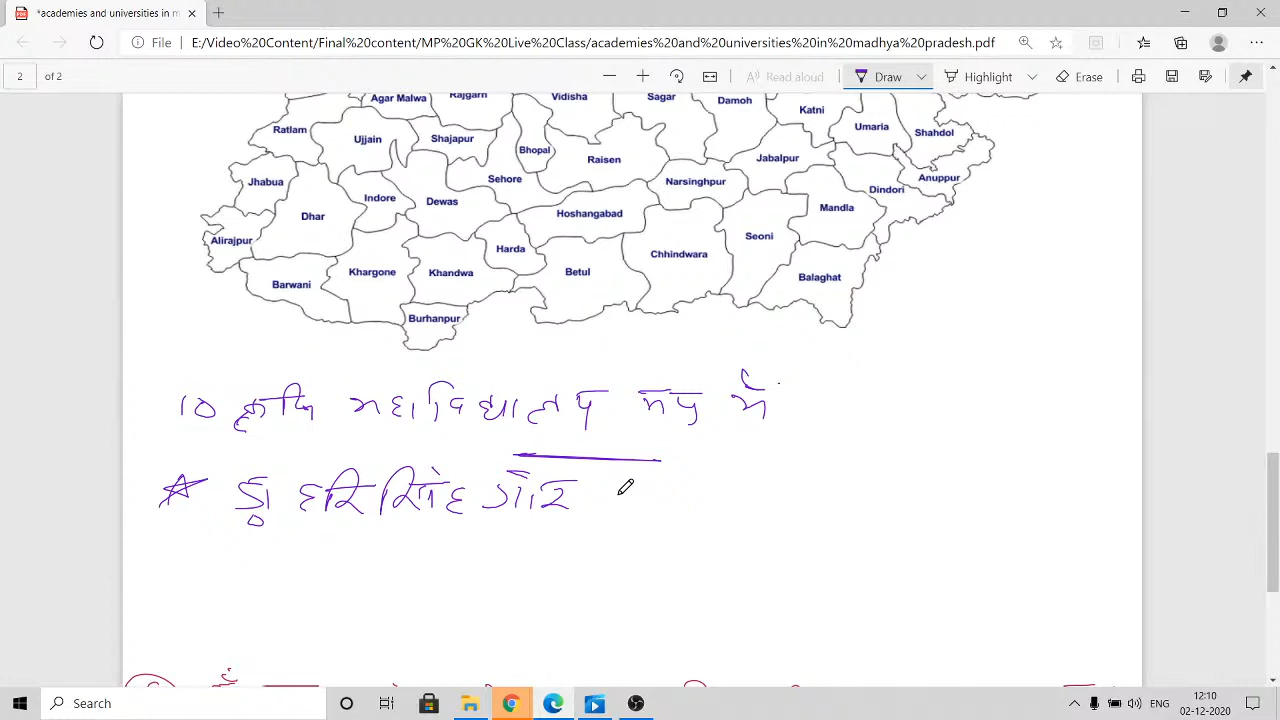 *academies and universities in m
File E:/Video%20Content/Final%20content/MP%20GK%20Live%20Class/academies%20and%20universities%20in%20madhya%20pradesh.pdf
2 of 2 Read aloud Draw Highlight Erase
Agar Malwa Rajgarh Vidisha Sagar Damoh Katni
Ratlam Ujjain Shajapur Bhopal Raisen Jabalpur Umaria Shahdol
Jhabua Indore Dewas Sehore Narsinghpur Dindori Anuppur
Dhar Hoshangabad Mandla
Alirajpur Harda Chhindwara Seoni
Barwani Khargone Khandwa Betul Balaghat
Burhanpur
10 कृषि महाविद्यालय मप्र में
डॉ० हरिसिंह गौर
Search
ENG 12:10
02-12-2020